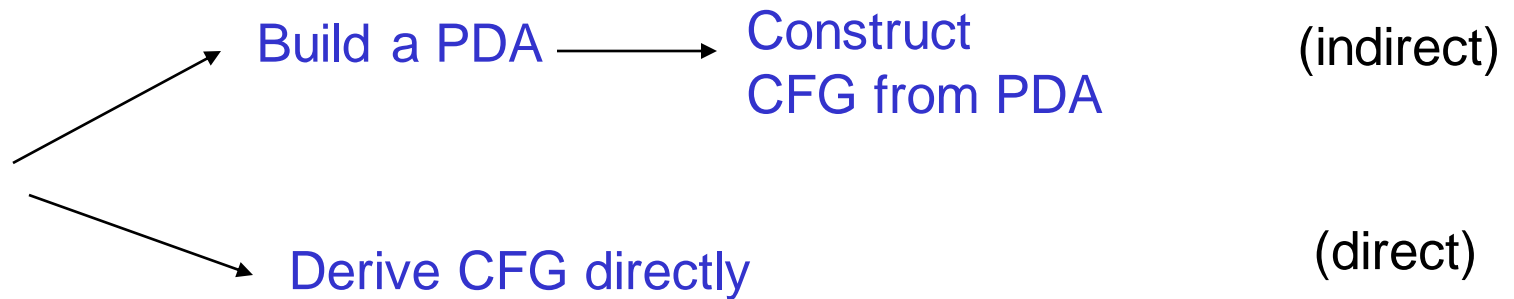 Build a PDA
Construct
CFG from PDA
(indirect)
Derive CFG directly
(direct)